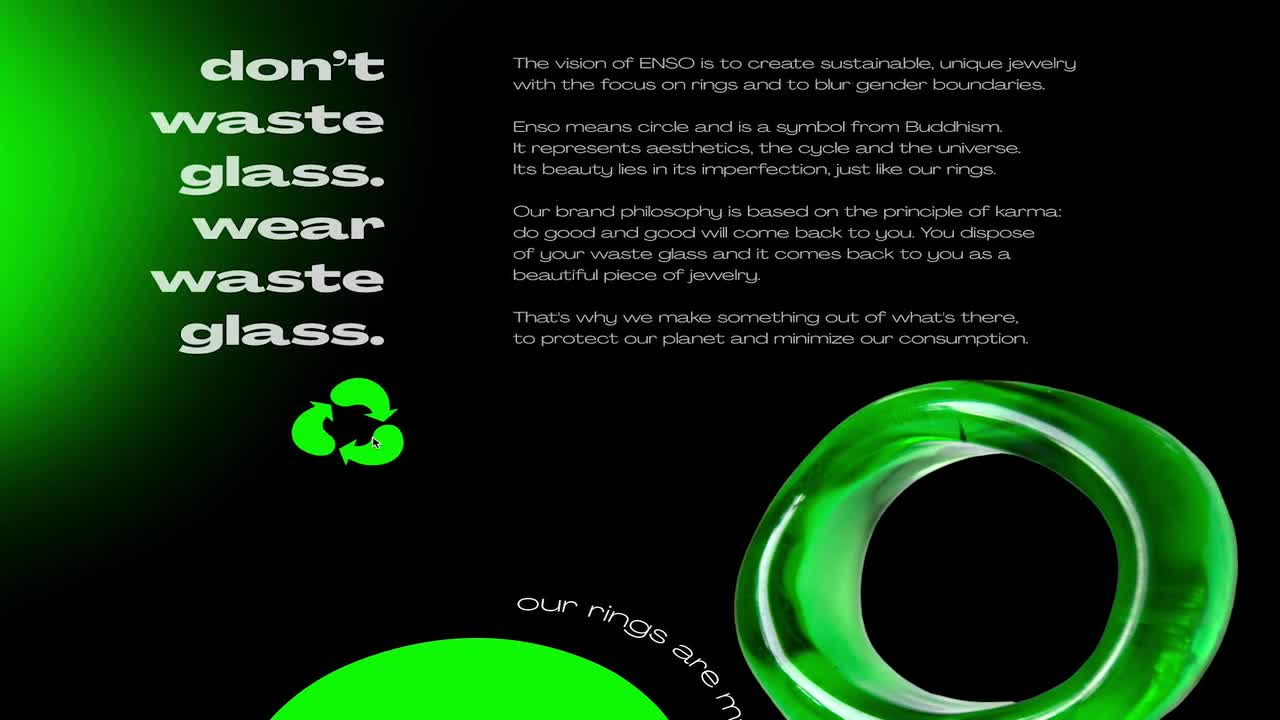 don't
waste
glass.
wear
waste
glass.
The vision of ENSO is to create sustainable, unique jewelry
with the focus on rings and to blur gender boundaries.
Enso means circle and is a symbol from Buddhism.
It represents aesthetics, the cycle and the universe.
Its beauty lies in its imperfection, just like our rings.
Our brand philosophy is based on the principle of karma:
do good and good will come back to you. You dispose
of your waste glass and it comes back to you as a
beautiful piece of jewelry.
That's why we make something out of what's there,
to protect our planet and minimize our consumption.
our rings are m